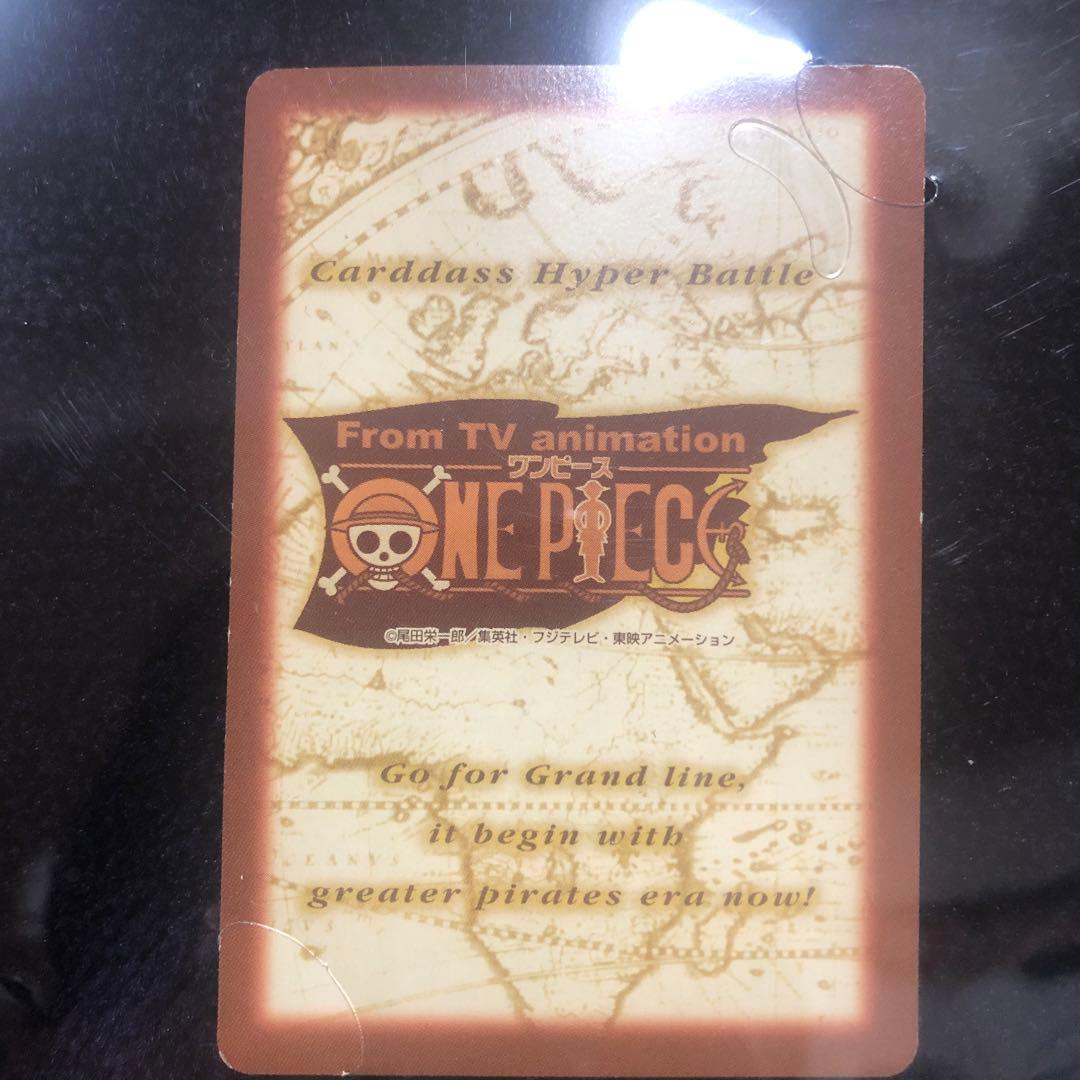 Carddass Hyper Battle
From TV animation
ワンピース
ONE PIECE
©尾田栄一郎／集英社・フジテレビ・東映アニメーション
Go for Grand line,
it begin with
CEANVS
greater pirates era now!